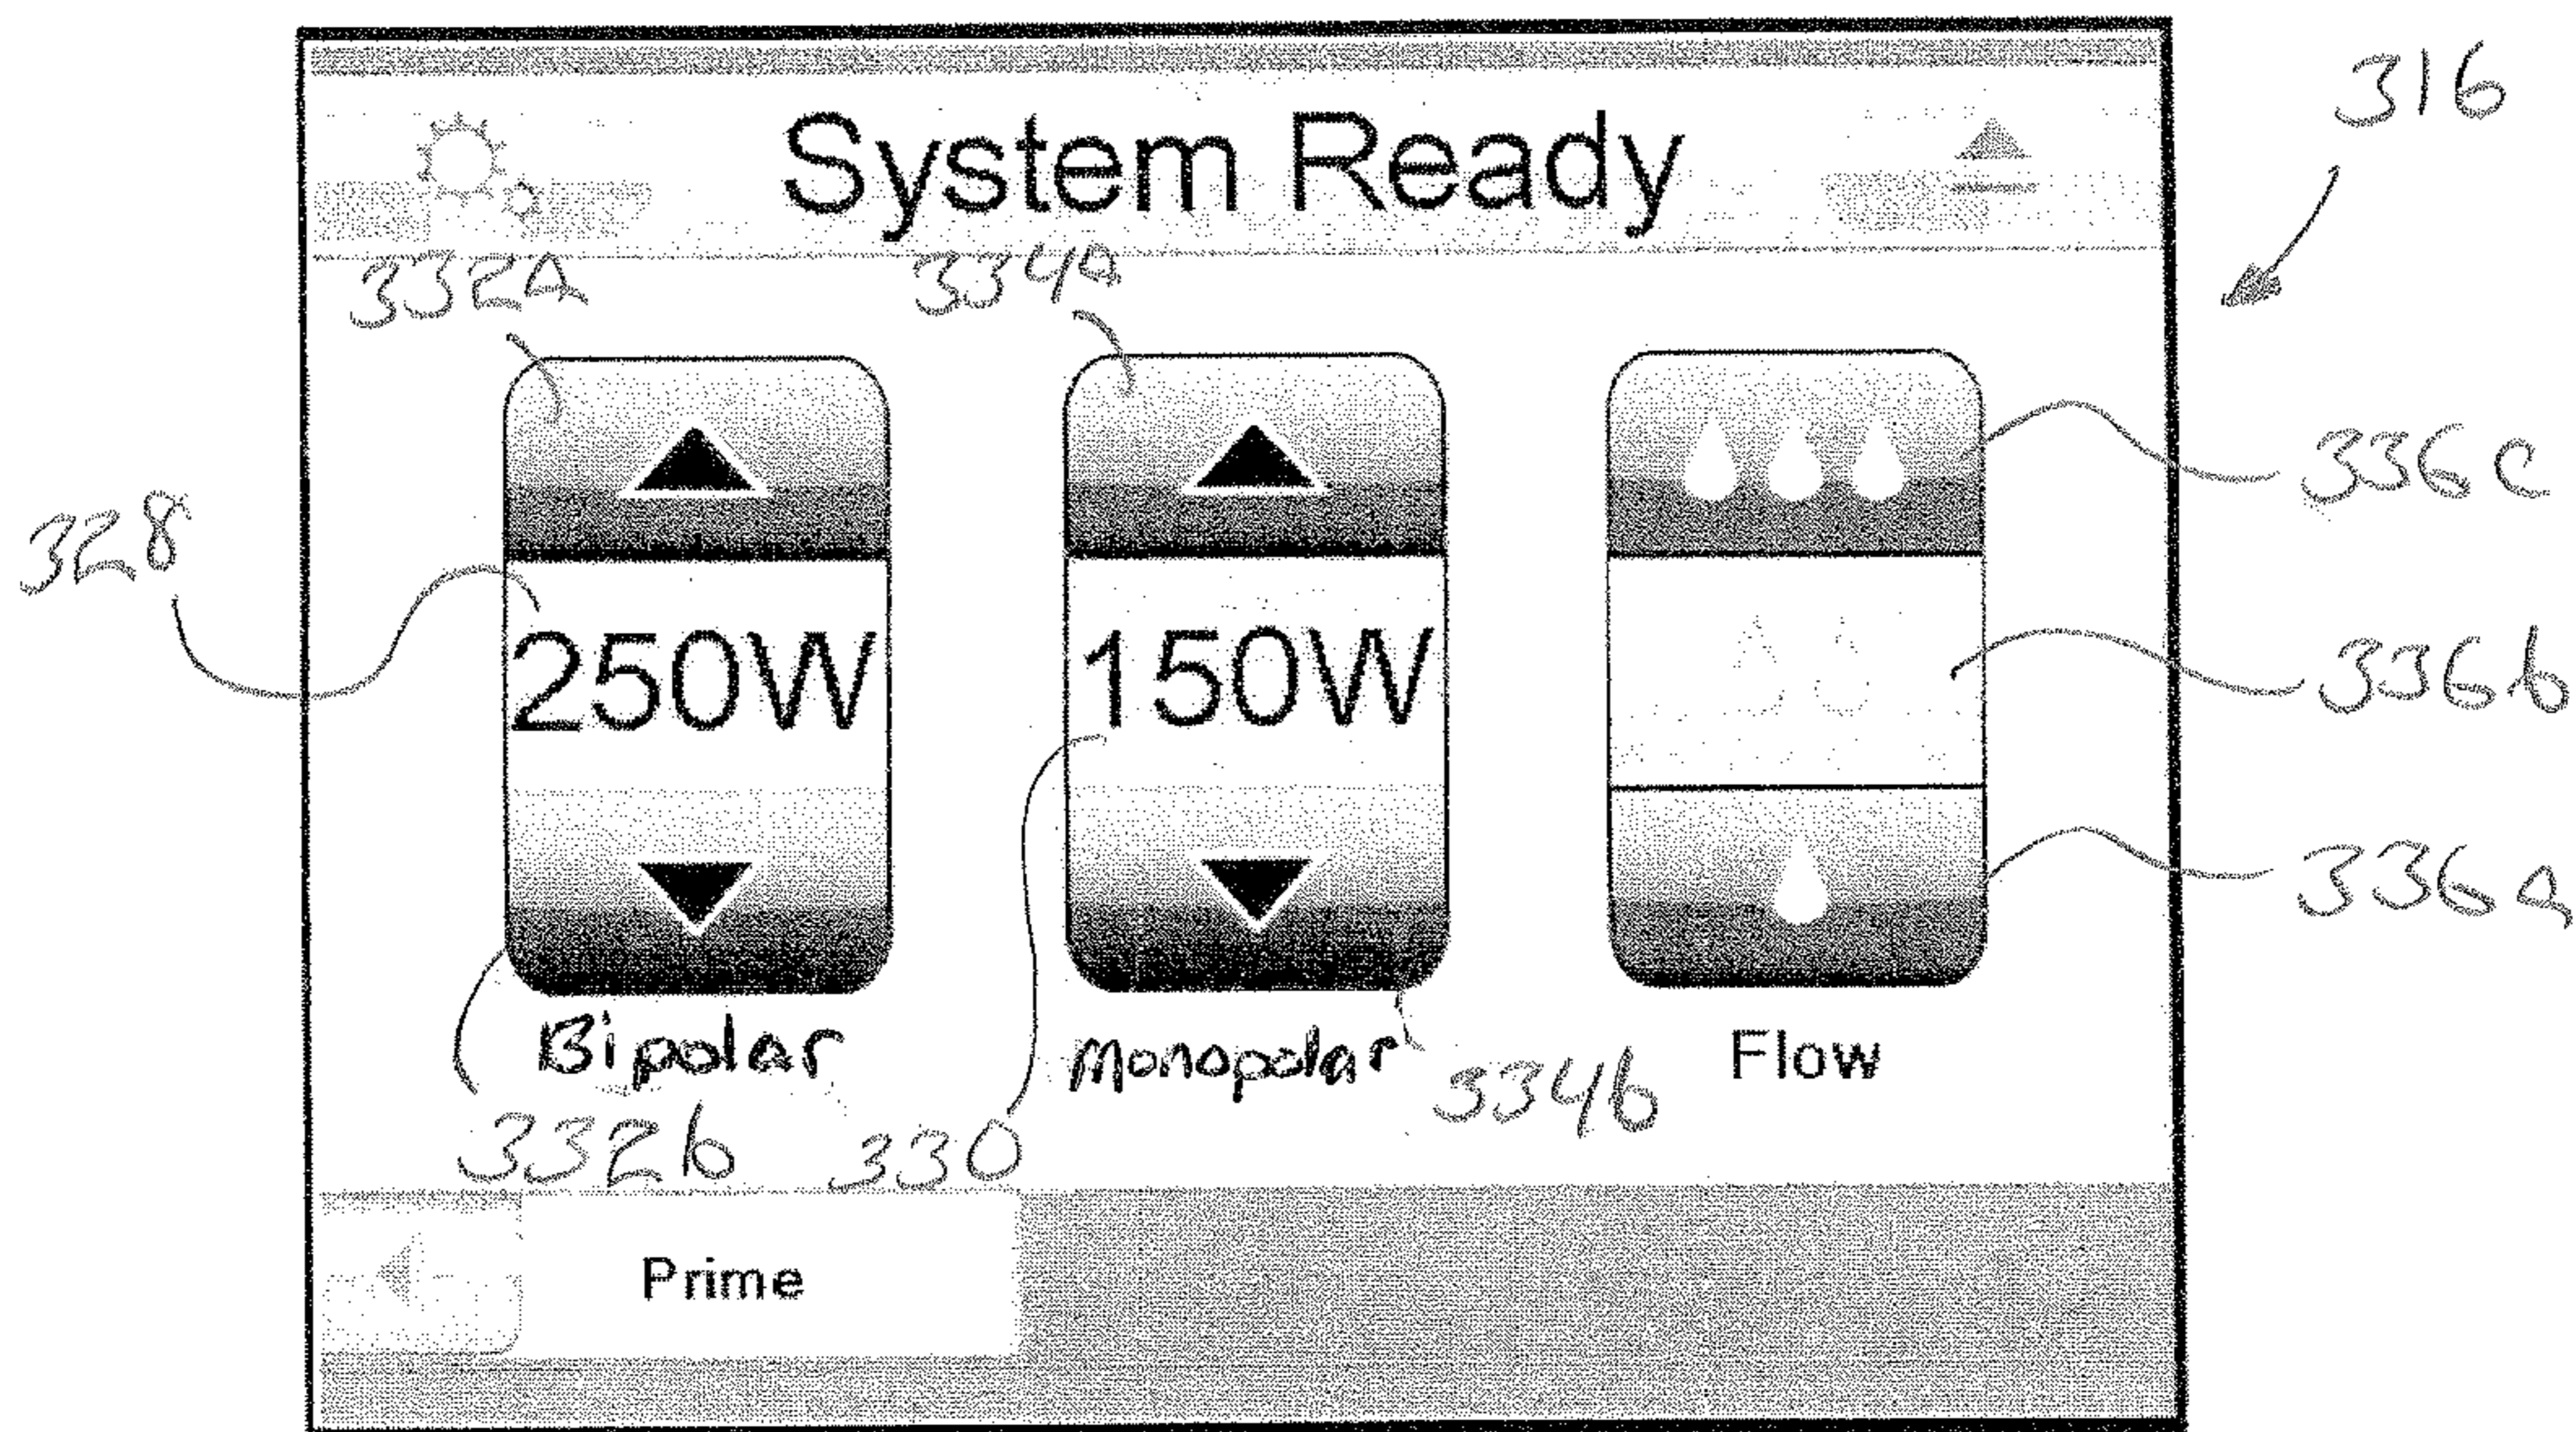 System Ready
316
332a
334a
336c
328
250W
150W
336b
336a
Bipolar
Monopolar
Flow
332b
330
334b
Prime